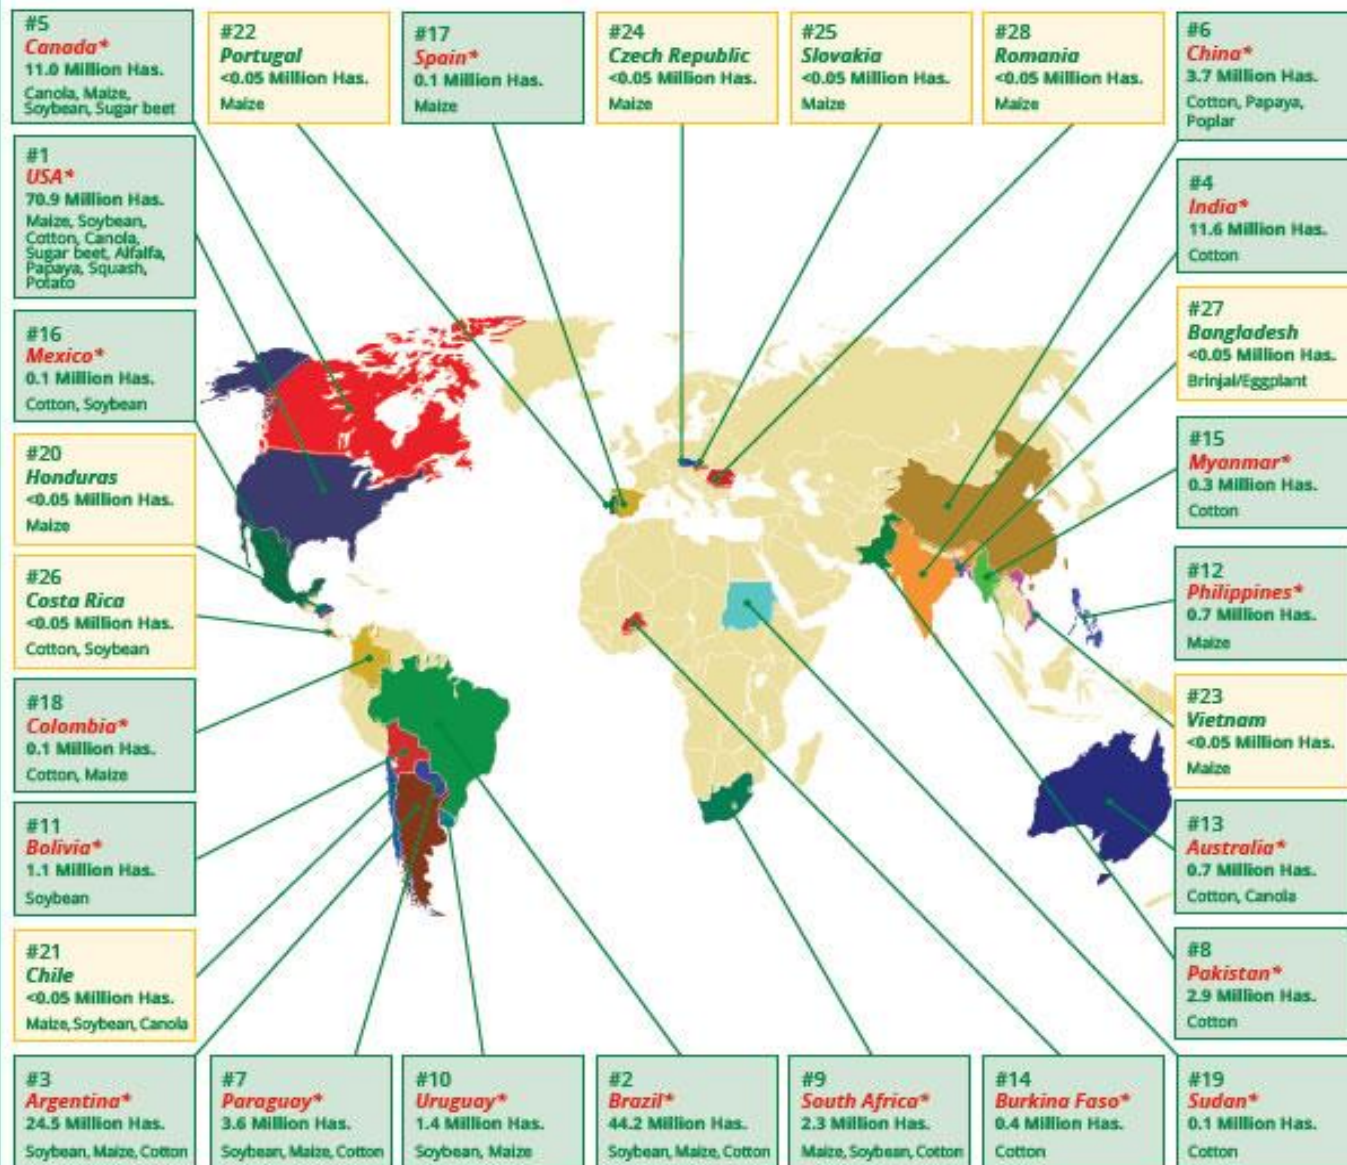 #5
Canada*
11.0 Million Has.
Canola, Maize,
Soybean, Sugar beet
#22
Portugal
<0.05 Million Has.
Maize
#17
Spain*
0.1 Million Has.
Maize
#24
Czech Republic
<0.05 Million Has.
Maize
#25
Slovakia
<0.05 Million Has.
Maize
#28
Romania
<0.05 Million Has.
Maize
#6
China*
3.7 Million Has.
Cotton, Papaya,
Poplar
#1
USA*
70.9 Million Has.
Maize, Soybean,
Cotton, Canola,
Sugar beet, Alfalfa,
Papaya, Squash,
Potato
#4
India*
11.6 Million Has.
Cotton
#16
Mexico*
0.1 Million Has.
Cotton, Soybean
#27
Bangladesh
<0.05 Million Has.
Brinjal/Eggplant
#20
Honduras
<0.05 Million Has.
Maize
#15
Myanmar*
0.3 Million Has.
Cotton
#26
Costa Rica
<0.05 Million Has.
Cotton, Soybean
#12
Philippines*
0.7 Million Has.
Maize
#18
Colombia*
0.1 Million Has.
Cotton, Maize
#23
Vietnam
<0.05 Million Has.
Maize
#11
Bolivia*
1.1 Million Has.
Soybean
#13
Australia*
0.7 Million Has.
Cotton, Canola
#21
Chile
<0.05 Million Has.
Maize, Soybean, Canola
#8
Pakistan*
2.9 Million Has.
Cotton
#3
Argentina*
24.5 Million Has.
Soybean, Maize, Cotton
#7
Paraguay*
3.6 Million Has.
Soybean, Maize, Cotton
#10
Uruguay*
1.4 Million Has.
Soybean, Maize
#2
Brazil*
44.2 Million Has.
Soybean, Maize, Cotton
#9
South Africa*
2.3 Million Has.
Maize, Soybean, Cotton
#14
Burkina Faso*
0.4 Million Has.
Cotton
#19
Sudan*
0.1 Million Has.
Cotton